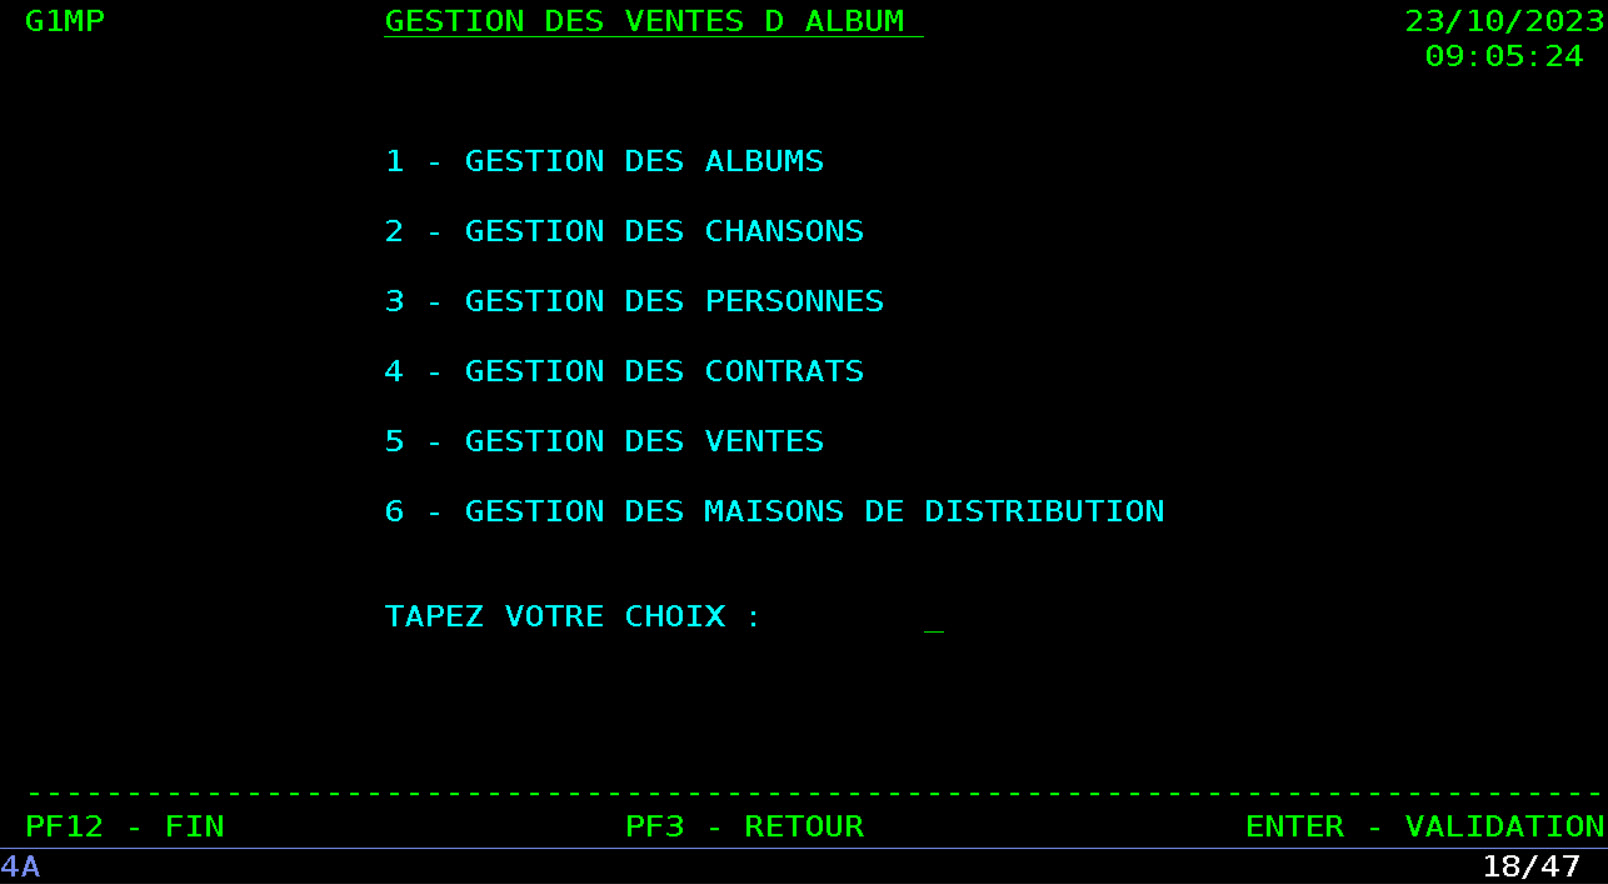 G1MP GESTION DES VENTES D ALBUM 23/10/2023
09:05:24
1 - GESTION DES ALBUMS
2 - GESTION DES CHANSONS
3 - GESTION DES PERSONNES
4 - GESTION DES CONTRATS
5 - GESTION DES VENTES
6 - GESTION DES MAISONS DE DISTRIBUTION
TAPEZ VOTRE CHOIX : _
-------------------------------------------------------------------------------
PF12 - FIN PF3 - RETOUR ENTER - VALIDATION
4A 18/47